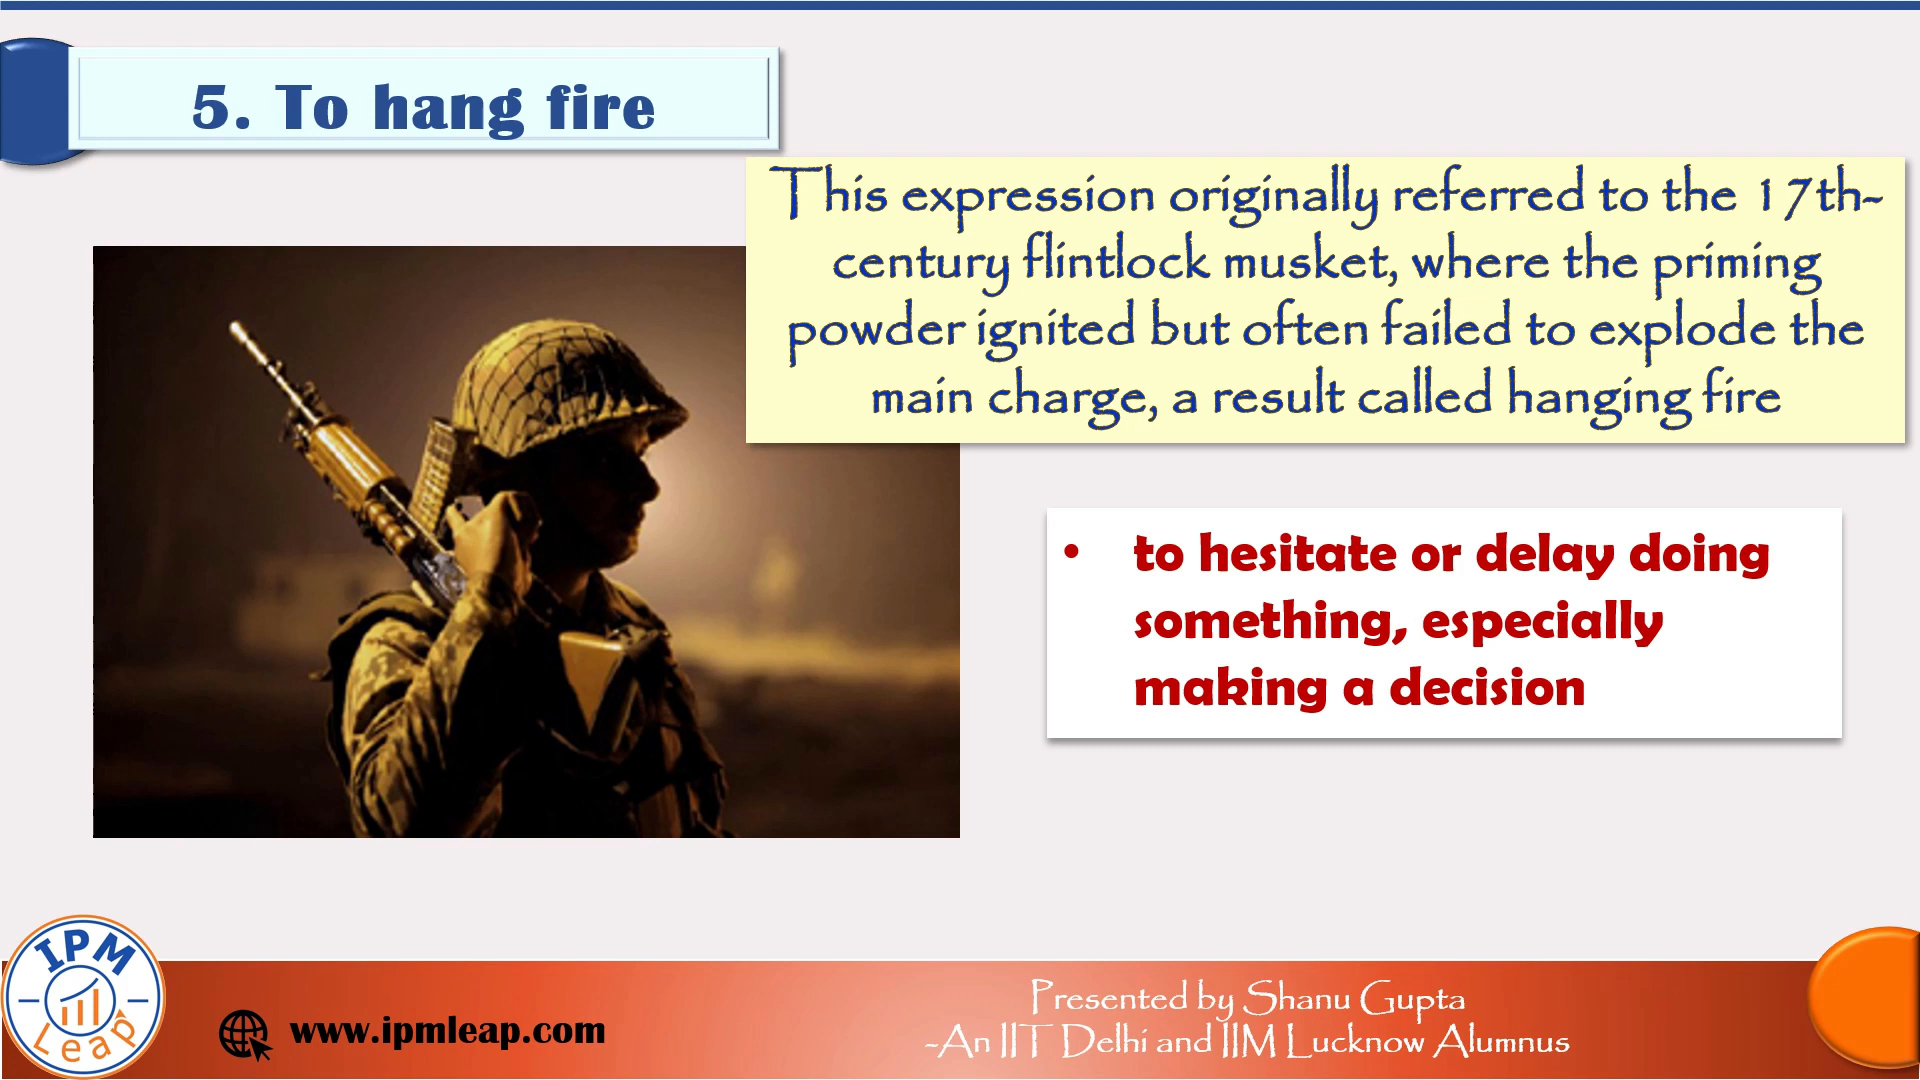 5. To hang fire
This expression originally referred to the 17th-
century flintlock musket, where the priming
powder ignited but often failed to explode the
main charge, a result called hanging fire
• to hesitate or delay doing
something, especially
making a decision
IPM
Leap
www.ipmleap.com
Presented by Shanu Gupta
-An IIT Delhi and IIM Lucknow Alumnus